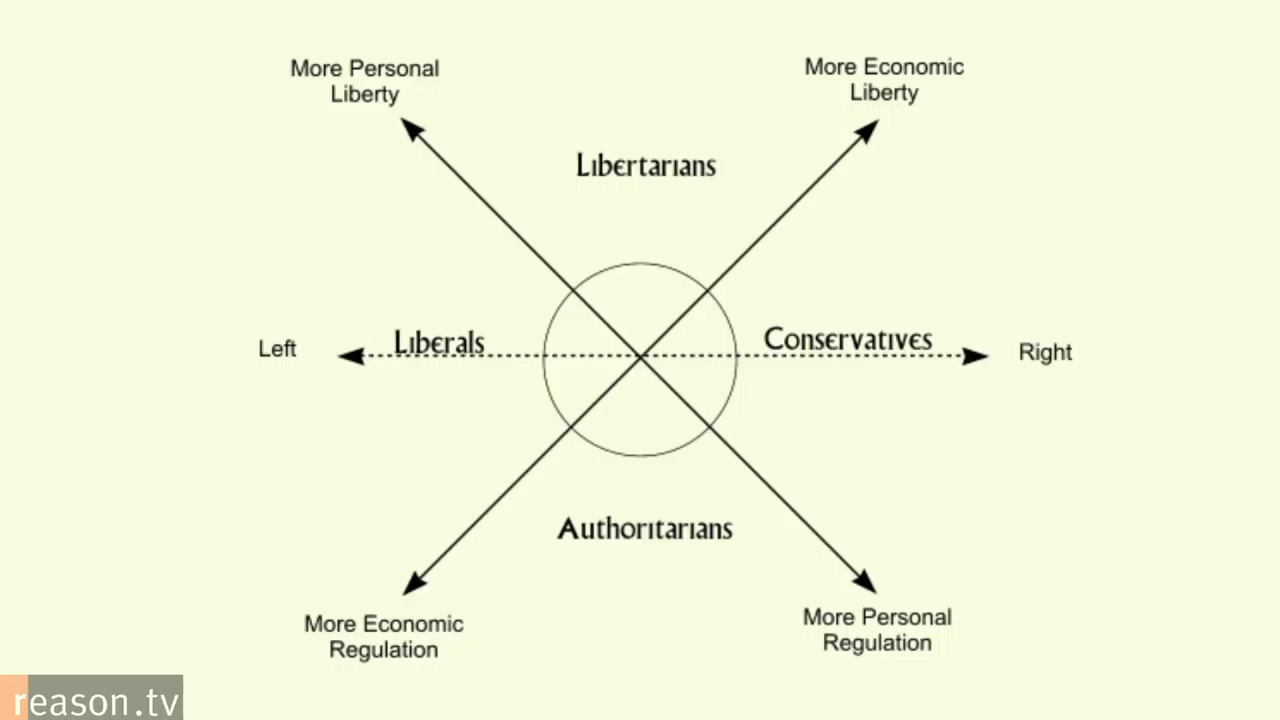 More Personal
Liberty
More Economic
Liberty
Libertarians
Left
Liberals
Conservatives
Right
Authoritarians
More Economic
Regulation
More Personal
Regulation
reason.tv